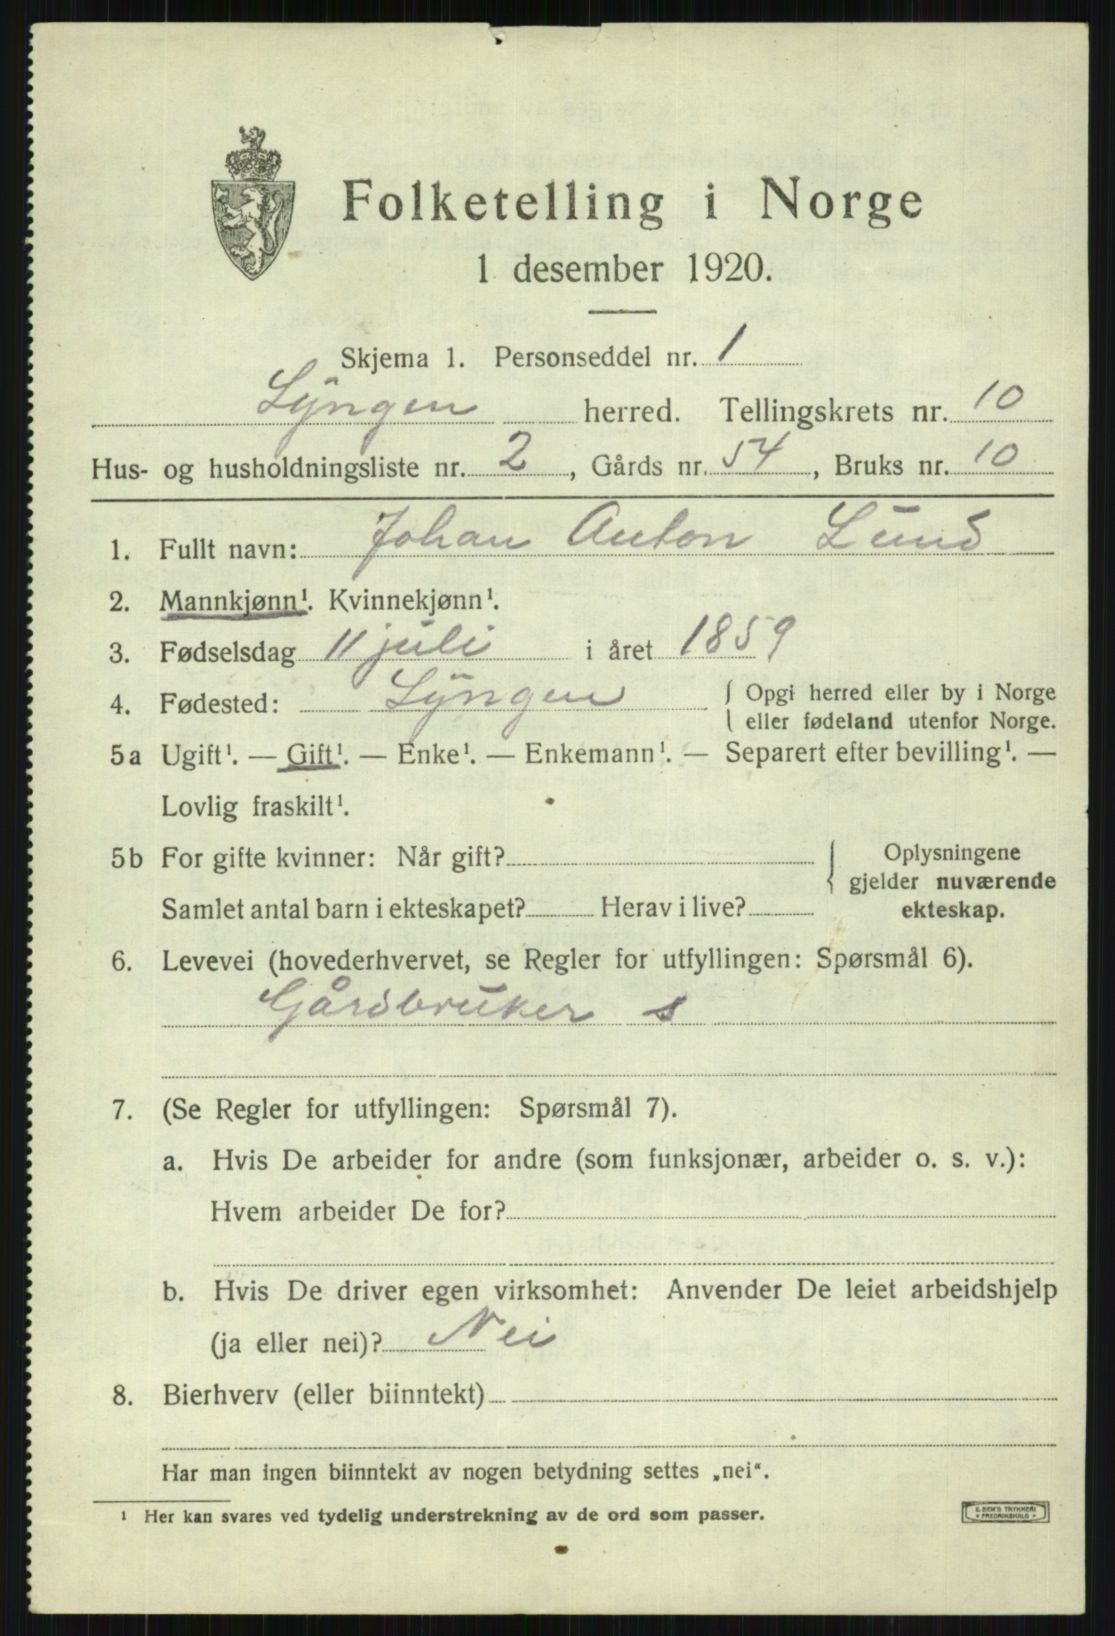 Folketelling i Norge
1 desember 1920.
Skjema 1. Personseddel nr. 1
Lyngen herred. Tellingskrets nr. 10
Hus- og husholdningsliste nr. 2, Gårds nr. 54, Bruks nr. 10
1. Fullt navn: Johan Anton Lund
2. Mannkjønn¹. Kvinnekjønn¹.
3. Fødselsdag 11 juli i året 1859
4. Fødested: Lyngen { Opgi herred eller by i Norge
eller fødeland utenfor Norge.
5a Ugift¹. — Gift¹. — Enke¹. — Enkemann¹. — Separert efter bevilling¹. —
Lovlig fraskilt¹.
5b For gifte kvinner: Når gift? { Oplysningene
gjelder nuværende
Samlet antal barn i ekteskapet? Herav i live? ekteskap.
6. Levevei (hovederhvervet, se Regler for utfyllingen: Spørsmål 6).
Gårdbruker s
7. (Se Regler for utfyllingen: Spørsmål 7).
a. Hvis De arbeider for andre (som funksjonær, arbeider o. s. v.):
Hvem arbeider De for?
b. Hvis De driver egen virksomhet: Anvender De leiet arbeidshjelp
(ja eller nei)? Nei
8. Bierhverv (eller biinntekt)
Har man ingen biinntekt av nogen betydning settes „nei“.
¹ Her kan svares ved tydelig understrekning av de ord som passer.
E. SEM'S TRYKKERI
FREDRIKSHALD